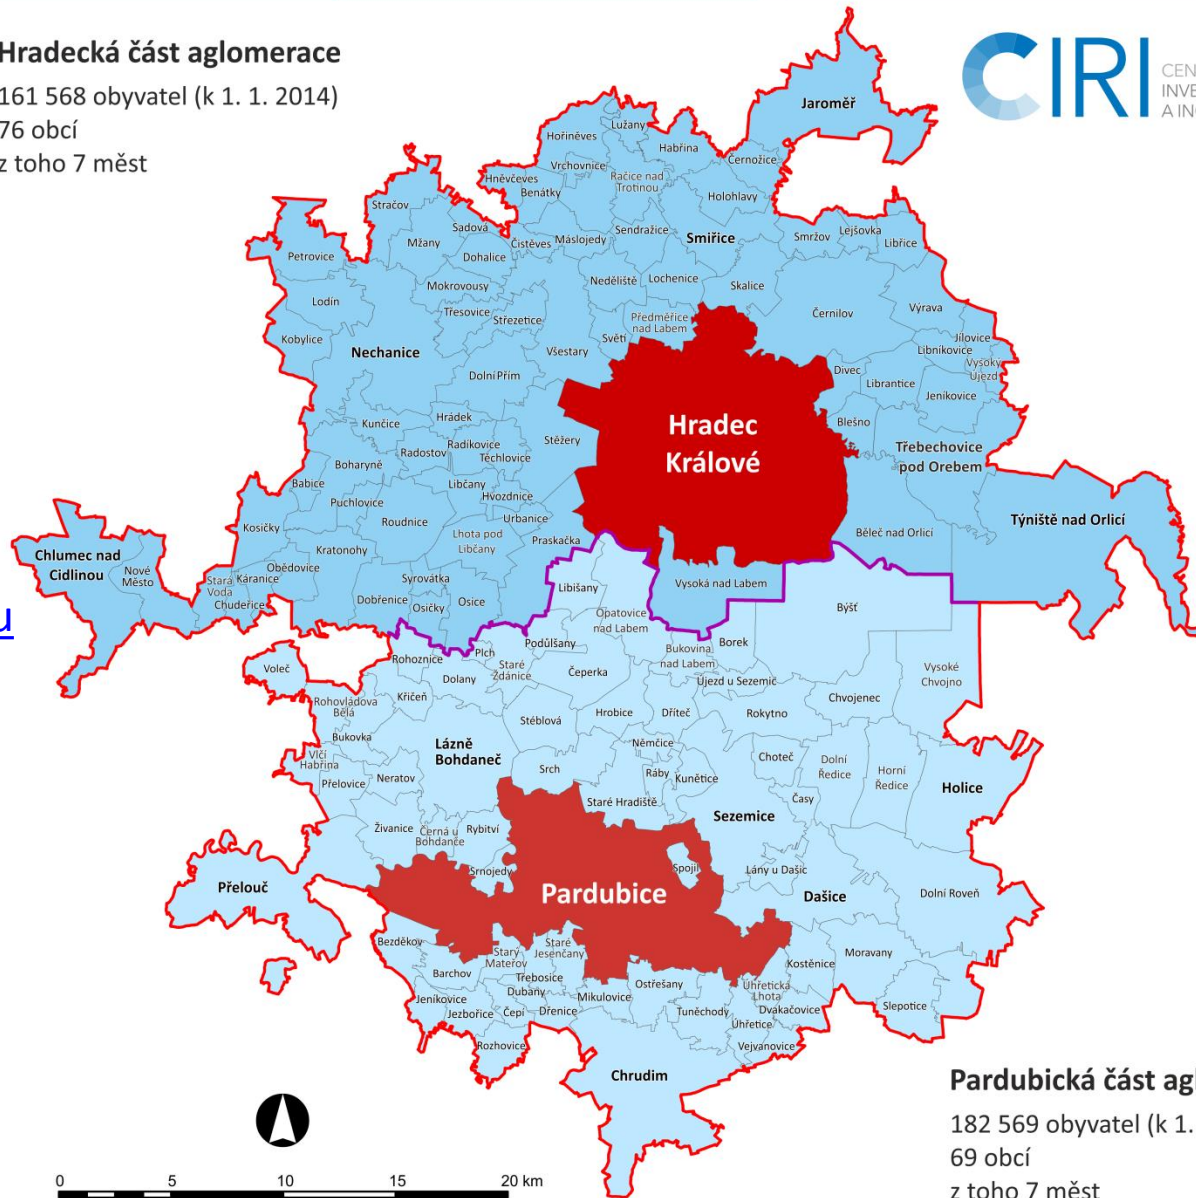 Hradecká část aglomerace
161 568 obyvatel (k 1. 1. 2014)
76 obcí
z toho 7 měst
CIRI
Jaroměř
Lužany
Hořiněves
Habřina
Černožice
Vrchovnice
Račice nad
Trotinou
Hněvčeves
Benátky
Holohlavy
Stračov
Sadová
Sendražice
Smiřice
Smržov
Lejšovka
Libřice
Mžany
Čistěves
Máslojedy
Petrovice
Dohalice
Neděliště
Lochenice
Skalice
Mokrovousy
Lodín
Třesovice
Střezetice
Předměřice
nad Labem
Černilov
Výrava
Kobylice
Nechanice
Všestary
Světí
Jílovice
Libníkovice
Vysoký
Újezd
Dolní Přím
Divec
Librantice
Jeníkovice
Hrádek
Kunčice
Stěžery
Hradec
Králové
Blešno
Třebechovice
pod Orebem
Radostov
Radíkovice
Těchlovice
Boharyně
Babice
Libčany
Hvozdnice
Puchlovice
Roudnice
Urbanice
Týniště nad Orlicí
Kosičky
Lhota pod
Libčany
Praskačka
Běleč nad Orlicí
Chlumec nad
Cidlinou
Nové
Město
Kratonohy
Obědovice
Stará
Voda
Káranice
Syrovátka
Vysoká nad Labem
Chudeřice
Dobřenice
Osičky
Osice
Libišany
u
Býšť
Opatovice
nad Labem
Podůlšany
Borek
Bukovina
nad Labem
Voleč
Rohoznice
Plch
Staré
Ždánice
Dolany
Čeperka
Újezd u Sezemic
Vysoké
Chvojno
Rohovládova
Bělá
Křičeň
Chvojenec
Stéblová
Hrobice
Dříteč
Rokytno
Bukovka
Lázně
Bohdaneč
Němčice
Vlčí
Habřina
Choteč
Dolní
Ředice
Horní
Ředice
Přelovice
Neratov
Srch
Ráby
Kunětice
Holice
Staré Hradiště
Časy
Sezemice
Živanice
Černá u
Bohdanče
Rybitví
Srnojedy
Spojil
Lány u Dašic
Přelouč
Pardubice
Dašice
Dolní Roveň
Bezděkov
Starý
Mateřov
Staré
Jesenčany
Moravany
Kostěnice
Barchov
Třebosice
Ostřešany
Úhřetická
Lhota
Dubany
Jeníkovice
Mikulovice
Slepotice
Jezbořice
Čepí
Dřenice
Tuněchody
Dvakačovice
Úhřetice
Rozhovice
Vejvanovice
Chrudim
Pardubická část
182 569 obyvatel (k 1.
69 obcí
z toho 7 měst
0 5 10 15 20 km